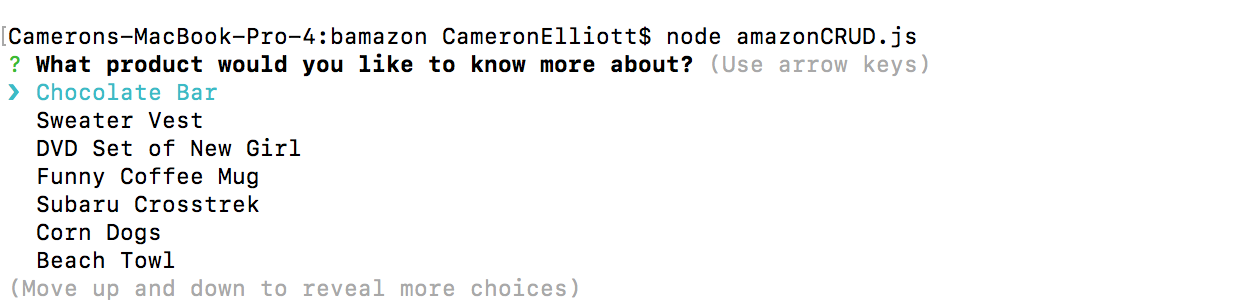 [Camerons-MacBook-Pro-4:bamazon CameronElliott$ node amazonCRUD.js
? What product would you like to know more about? (Use arrow keys)
❯ Chocolate Bar
Sweater Vest
DVD Set of New Girl
Funny Coffee Mug
Subaru Crosstrek
Corn Dogs
Beach Towl
(Move up and down to reveal more choices)